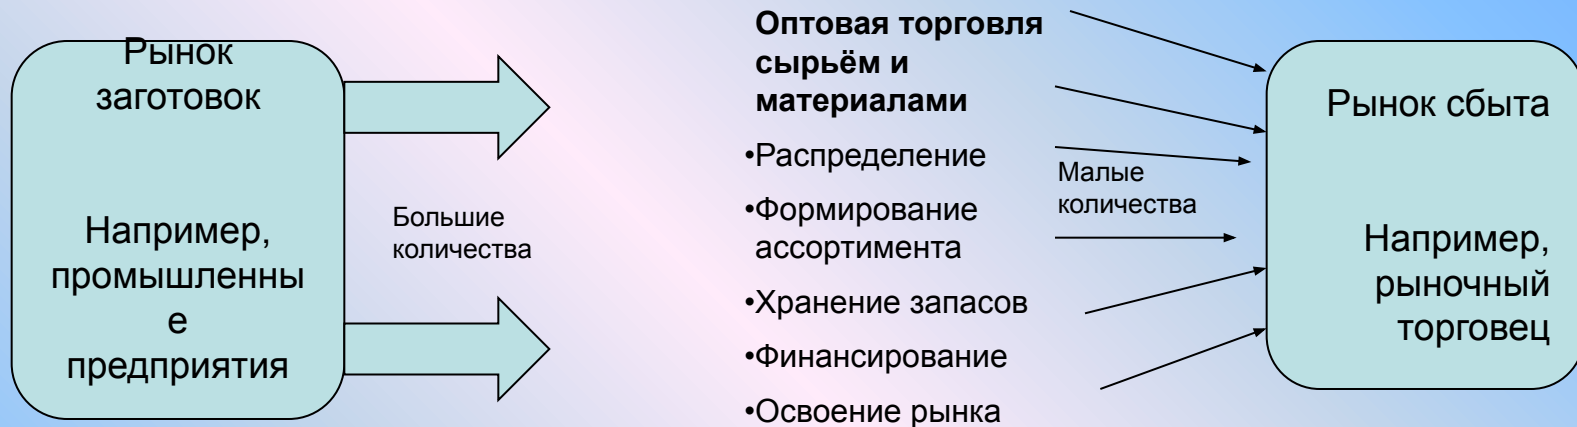 Рынок
заготовок
Например,
промышленны
е
предприятия
Большие
количества
Оптовая торговля
сырьём и
материалами
•Распределение
•Формирование
ассортимента
•Хранение запасов
•Финансирование
•Освоение рынка
Малые
количества
Рынок сбыта
Например,
рыночный
торговец